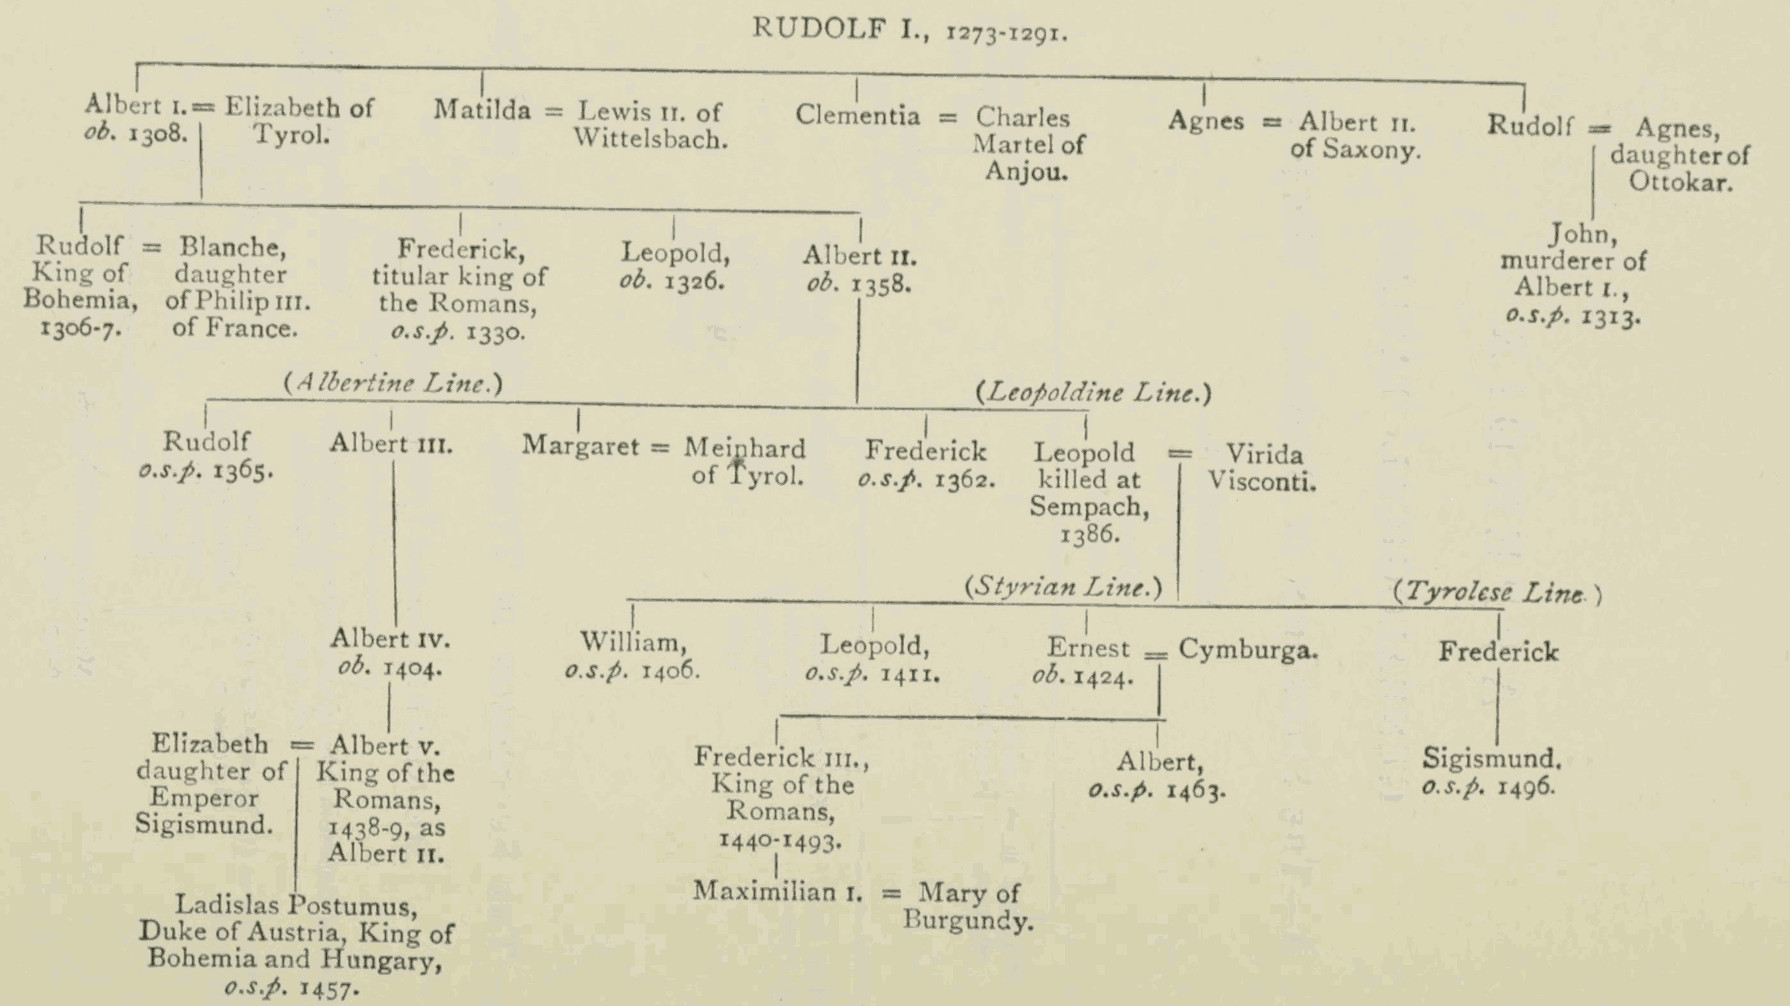 RUDOLF I., 1273-1291.
Albert I. = Elizabeth of
ob. 1308.
Tyrol.
Matilda = Lewis II. of
Wittelsbach.
Clementia = Charles
Martel of
Anjou.
Agnes = Albert II.
of Saxony.
Rudolf = Agnes,
daughter of
Ottokar.
Rudolf = Blanche,
King of daughter
Bohemia, of Philip III.
1306-7. of France.
Frederick,
titular king of
the Romans,
o.s.p. 1330.
Leopold,
ob. 1326.
Albert II.
ob. 1358.
John,
murderer of
Albert I.,
o.s.p. 1313.
(Albertine Line.)
(Leopoldine Line.)
Rudolf
o.s.p. 1365.
Albert III.
Margaret = Meinhard
of Tyrol.
Frederick
o.s.p. 1362.
Leopold = Virida
killed at Visconti.
Sempach,
1386.
(Styrian Line.)
(Tyrolese Line.)
Albert IV.
ob. 1404.
William,
o.s.p. 1406.
Leopold,
o.s.p. 1411.
Ernest = Cymburga.
ob. 1424.
Frederick
Elizabeth = Albert V.
daughter of King of the
Emperor Romans,
Sigismund. 1438-9, as
Albert II.
Frederick III.,
King of the
Romans,
1440-1493.
Albert,
o.s.p. 1463.
Sigismund.
o.s.p. 1496.
Maximilian I. = Mary of
Burgundy.
Ladislas Postumus,
Duke of Austria, King of
Bohemia and Hungary,
o.s.p. 1457.